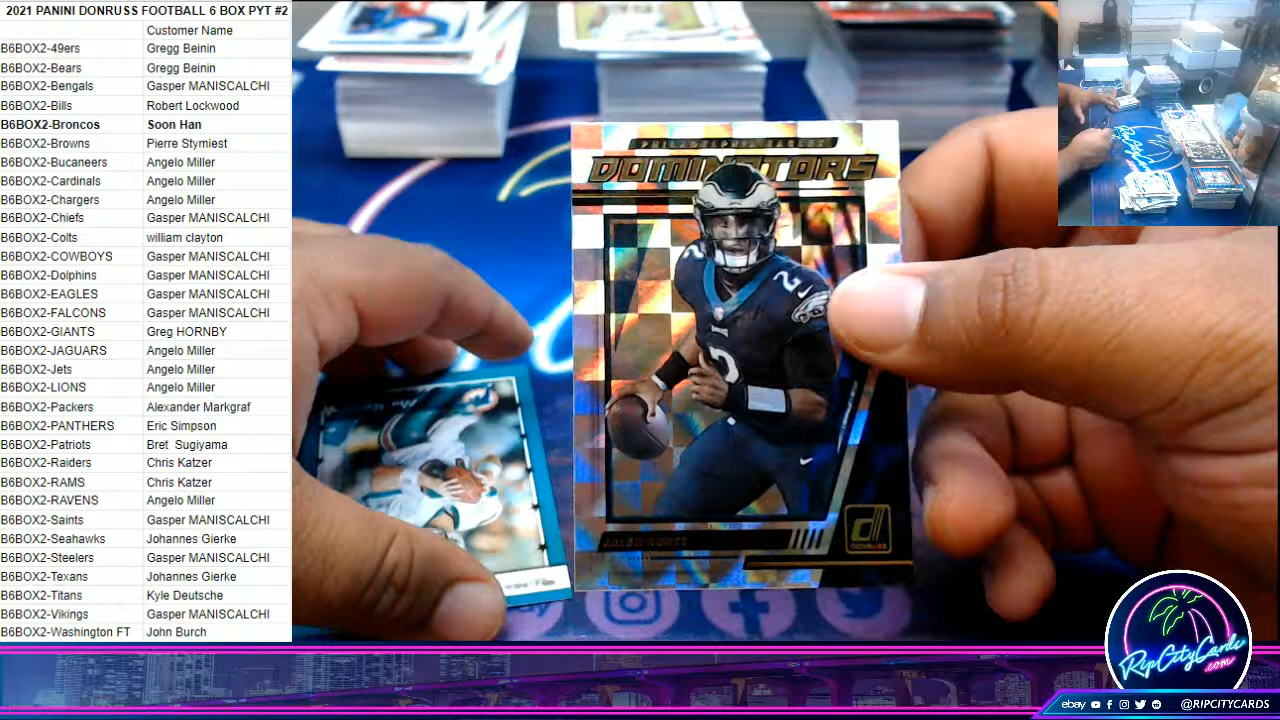 2021 PANINI DONRUSS FOOTBALL 6 BOX PYT #2
Customer Name
B6BOX2-49ers Gregg Beinin
B6BOX2-Bears Gregg Beinin
B6BOX2-Bengals Gasper MANISCALCHI
B6BOX2-Bills Robert Lockwood
B6BOX2-Broncos Soon Han
B6BOX2-Browns Pierre Stymiest
B6BOX2-Bucaneers Angelo Miller
B6BOX2-Cardinals Angelo Miller
B6BOX2-Chargers Angelo Miller
B6BOX2-Chiefs Gasper MANISCALCHI
B6BOX2-Colts william clayton
B6BOX2-COWBOYS Gasper MANISCALCHI
B6BOX2-Dolphins Gasper MANISCALCHI
B6BOX2-EAGLES Gasper MANISCALCHI
B6BOX2-FALCONS Gasper MANISCALCHI
B6BOX2-GIANTS Greg HORNBY
B6BOX2-JAGUARS Angelo Miller
B6BOX2-Jets Angelo Miller
B6BOX2-LIONS Angelo Miller
B6BOX2-Packers Alexander Markgraf
B6BOX2-PANTHERS Eric Simpson
B6BOX2-Patriots Bret Sugiyama
B6BOX2-Raiders Chris Katzer
B6BOX2-RAMS Chris Katzer
B6BOX2-RAVENS Angelo Miller
B6BOX2-Saints Gasper MANISCALCHI
B6BOX2-Seahawks Johannes Gierke
B6BOX2-Steelers Gasper MANISCALCHI
B6BOX2-Texans Johannes Gierke
B6BOX2-Titans Kyle Deutsche
B6BOX2-Vikings Gasper MANISCALCHI
B6BOX2-Washington FT John Burch
PHILADELPHIA EAGLES
DOMINATORS
2
2
2
JALEN HURTS
DONRUSS
RipCityCards
.com
ebay @RIPCITYCARDS